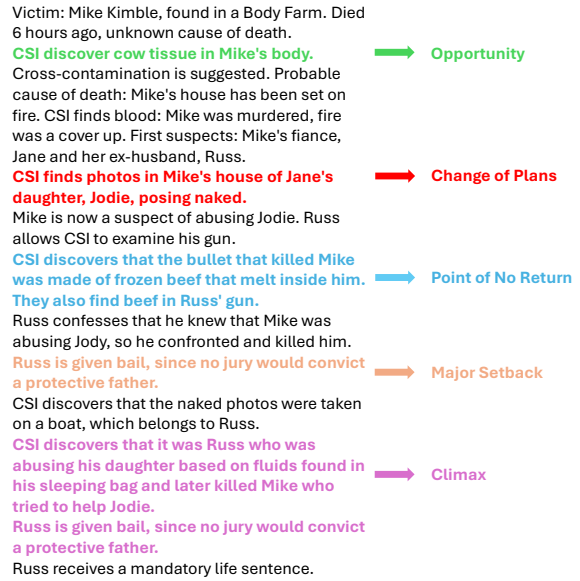 Victim: Mike Kimble, found in a Body Farm. Died
6 hours ago, unknown cause of death.
CSI discover cow tissue in Mike's body.
Opportunity
Cross-contamination is suggested. Probable
cause of death: Mike's house has been set on
fire. CSI finds blood: Mike was murdered, fire
was a cover up. First suspects: Mike's fiance,
Jane and her ex-husband, Russ.
CSI finds photos in Mike's house of Jane's
daughter, Jodie, posing naked.
Change of Plans
Mike is now a suspect of abusing Jodie. Russ
allows CSI to examine his gun.
CSI discovers that the bullet that killed Mike
was made of frozen beef that melt inside him.
They also find beef in Russ' gun.
Point of No Return
Russ confesses that he knew that Mike was
abusing Jody, so he confronted and killed him.
Russ is given bail, since no jury would convict
a protective father.
Major Setback
CSI discovers that the naked photos were taken
on a boat, which belongs to Russ.
CSI discovers that it was Russ who was
abusing his daughter based on fluids found in
his sleeping bag and later killed Mike who
tried to help Jodie.
Climax
Russ is given bail, since no jury would convict
a protective father.
Russ receives a mandatory life sentence.